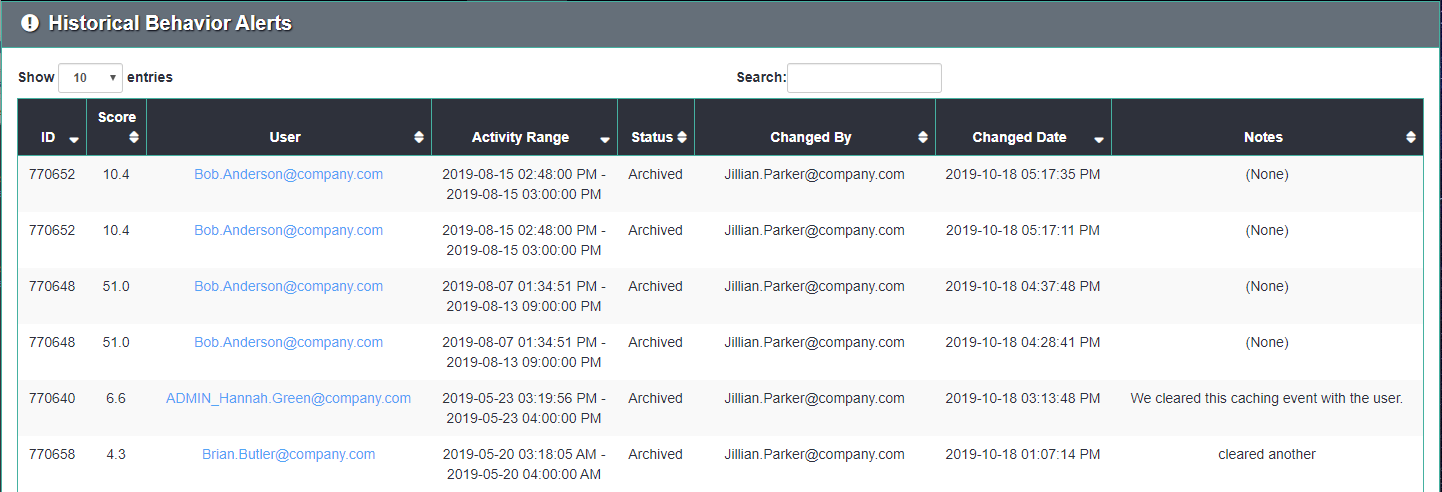 Historical Behavior Alerts
Show 10 entries Search:
ID Score User Activity Range Status Changed By Changed Date Notes
770652 10.4 Bob.Anderson@company.com 2019-08-15 02:48:00 PM - Archived Jillian.Parker@company.com 2019-10-18 05:17:35 PM (None)
2019-08-15 03:00:00 PM
770652 10.4 Bob.Anderson@company.com 2019-08-15 02:48:00 PM - Archived Jillian.Parker@company.com 2019-10-18 05:17:11 PM (None)
2019-08-15 03:00:00 PM
770648 51.0 Bob.Anderson@company.com 2019-08-07 01:34:51 PM - Archived Jillian.Parker@company.com 2019-10-18 04:37:48 PM (None)
2019-08-13 09:00:00 PM
770648 51.0 Bob.Anderson@company.com 2019-08-07 01:34:51 PM - Archived Jillian.Parker@company.com 2019-10-18 04:28:41 PM (None)
2019-08-13 09:00:00 PM
770640 6.6 ADMIN_Hannah.Green@company.com 2019-05-23 03:19:56 PM - Archived Jillian.Parker@company.com 2019-10-18 03:13:48 PM We cleared this caching event with the user.
2019-05-23 04:00:00 PM
770658 4.3 Brian.Butler@company.com 2019-05-20 03:18:05 AM - Archived Jillian.Parker@company.com 2019-10-18 01:07:14 PM cleared another
2019-05-20 04:00:00 AM